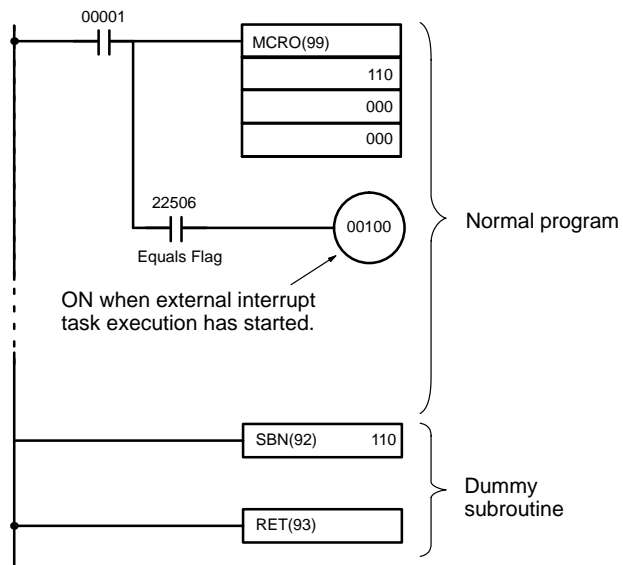 00001
MCRO(99)
110
000
000
22506
00100
Equals Flag
Normal program
ON when external interrupt
task execution has started.
SBN(92) 110
Dummy
subroutine
RET(93)